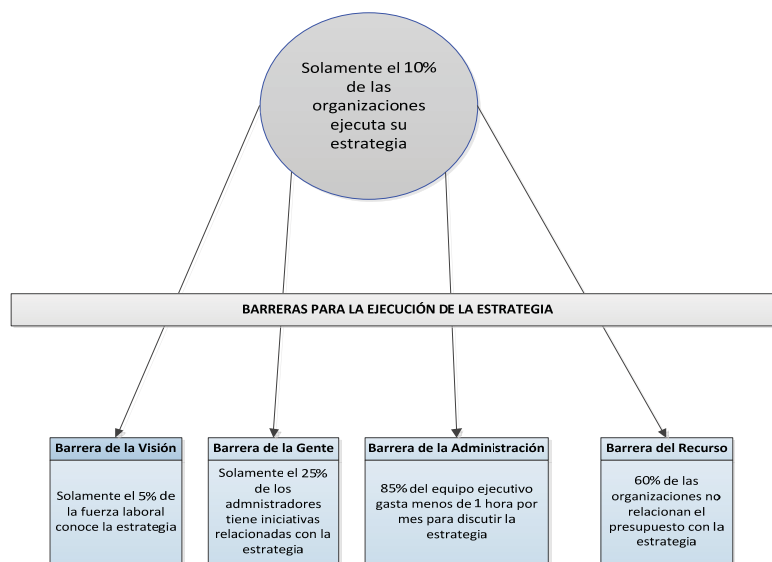 Solamente el 10%
de las
organizaciones
ejecuta su
estrategia
BARRERAS PARA LA EJECUCIÓN DE LA ESTRATEGIA
Barrera de la Visión
Solamente el 5% de
la fuerza laboral
conoce la estrategia
Barrera de la Gente
Solamente el 25%
de los
admnistradores
tiene iniciativas
relacionadas con la
estrategia
Barrera de la Administración
85% del equipo ejecutivo
gasta menos de 1 hora por
mes para discutir la
estrategia
Barrera del Recurso
60% de las
organizaciones no
relacionan el
presupuesto con la
estrategia